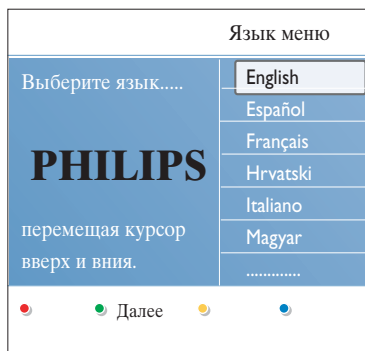 Язык меню
Выберите язык.....
PHILIPS
перемещая курсор
вверх и вния.
English
Español
Français
Hrvatski
Italiano
Magyar
.............
Далее